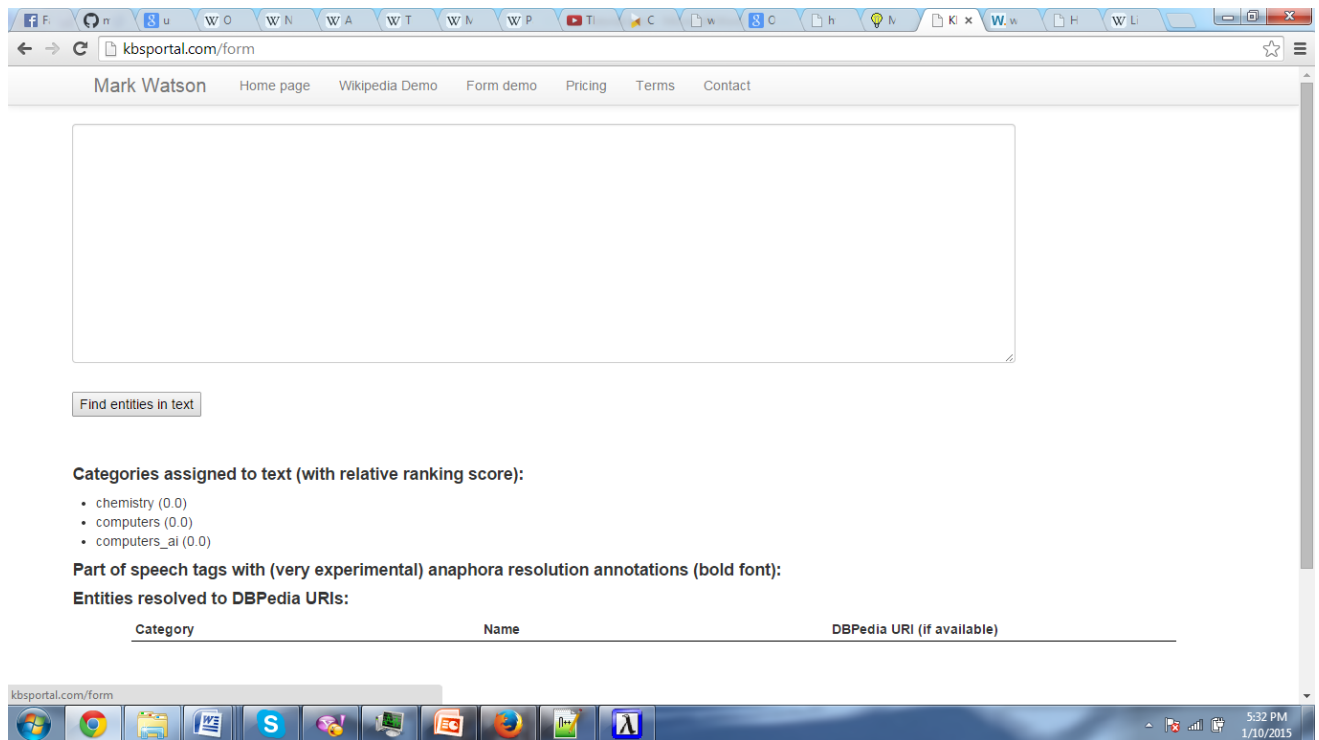 kbsportal.com/form
Mark Watson Home page Wikipedia Demo Form demo Pricing Terms Contact
Find entities in text
Categories assigned to text (with relative ranking score):
• chemistry (0.0)
• computers (0.0)
• computers_ai (0.0)
Part of speech tags with (very experimental) anaphora resolution annotations (bold font):
Entities resolved to DBPedia URIs:
Category Name DBPedia URI (if available)
kbsportal.com/form
5:32 PM
1/10/2015